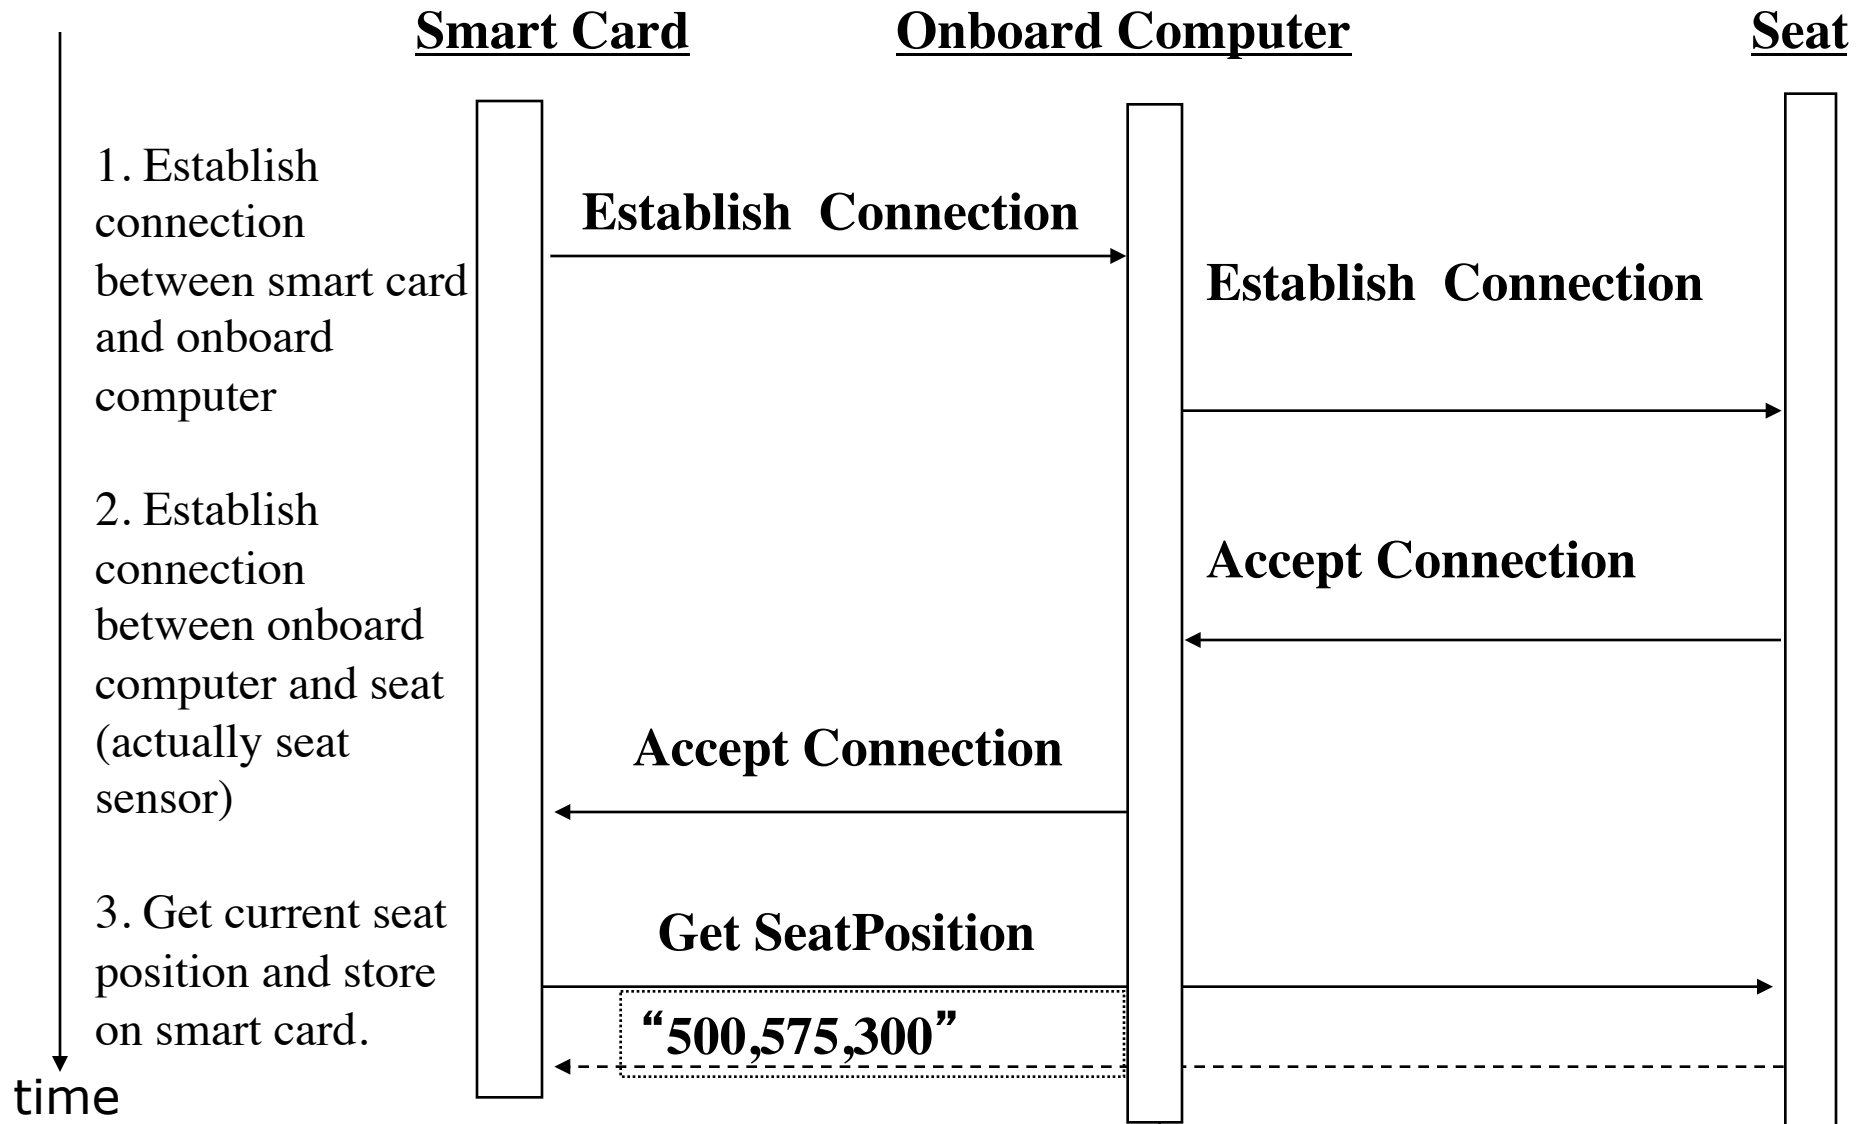 Smart Card
Onboard Computer
Seat
1. Establish
connection
between smart card
and onboard
computer
2. Establish
connection
between onboard
computer and seat
(actually seat
sensor)
3. Get current seat
position and store
on smart card.
time
Establish  Connection
Establish  Connection
Accept Connection
Accept Connection
Get SeatPosition
“500,575,300”